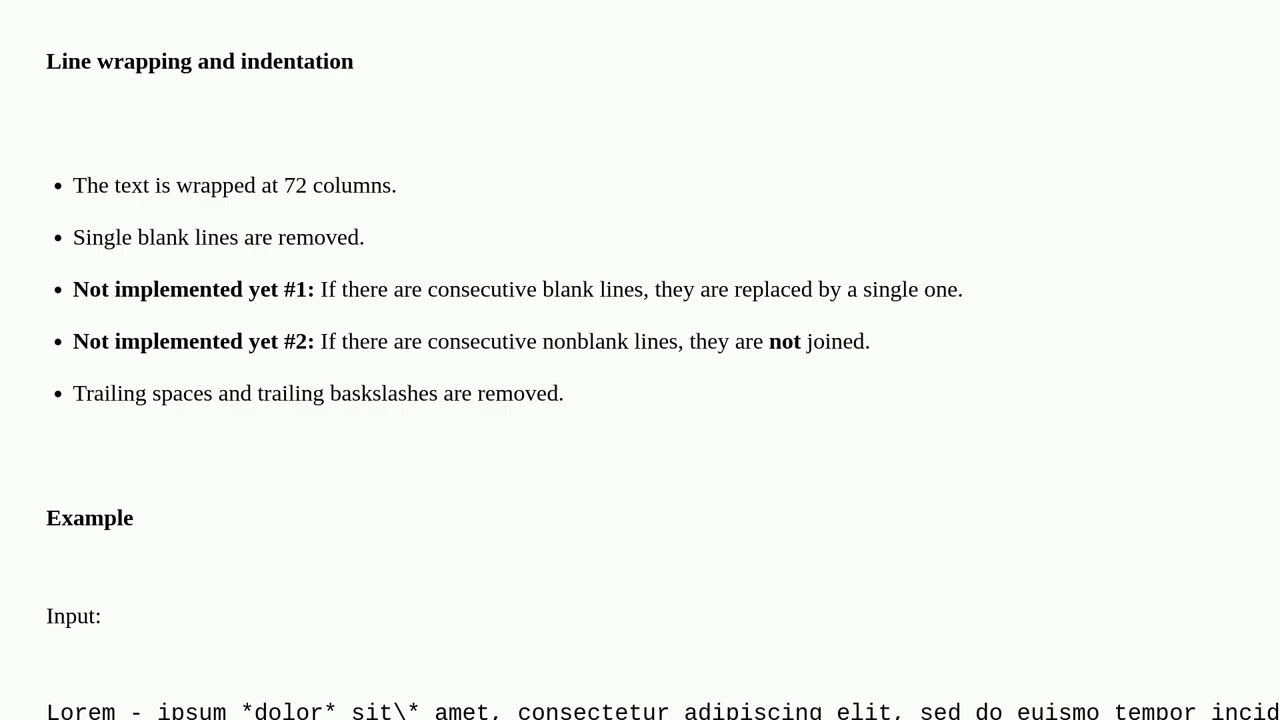 Line wrapping and indentation
• The text is wrapped at 72 columns.
• Single blank lines are removed.
• Not implemented yet #1: If there are consecutive blank lines, they are replaced by a single one.
• Not implemented yet #2: If there are consecutive nonblank lines, they are not joined.
• Trailing spaces and trailing baskslashes are removed.
Example
Input:
Lorem - ipsum *dolor* sit\* amet, consectetur adipiscing elit, sed do euismo tempor incid